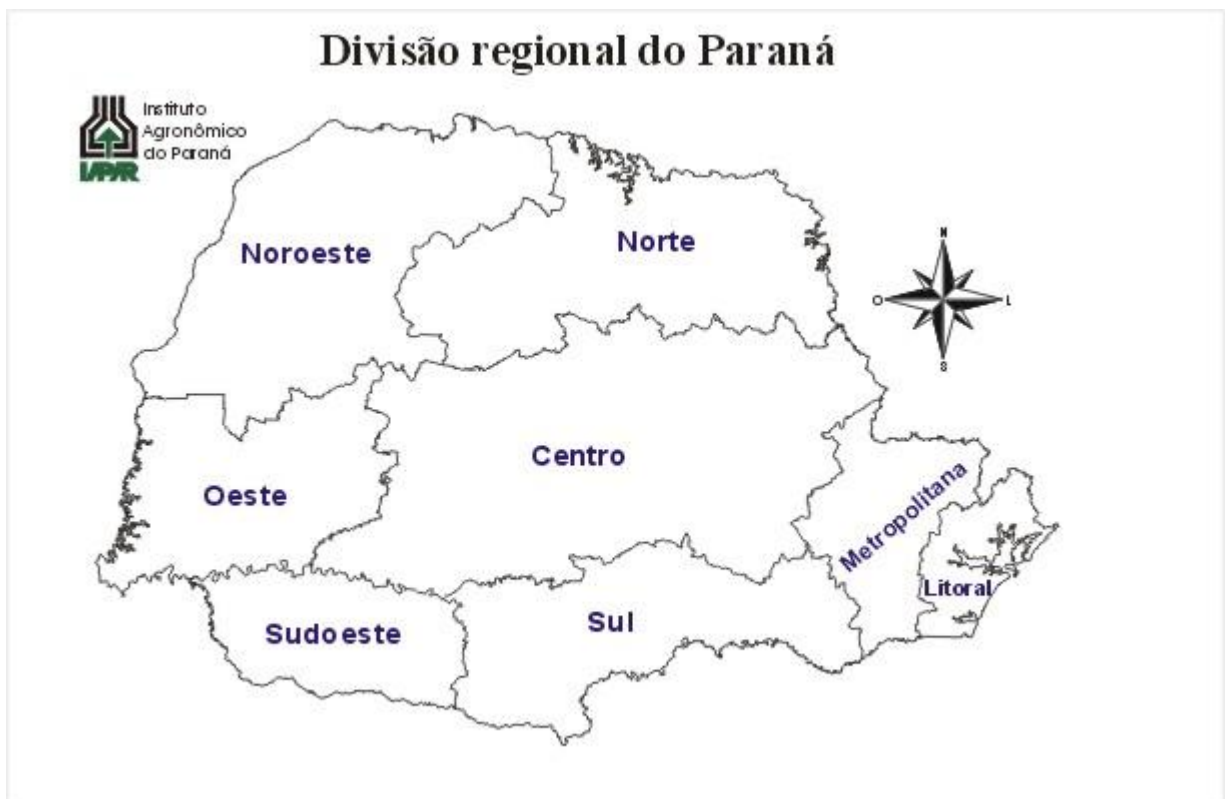 Divisão regional do Paraná
Instituto
Agronômico
do Paraná
IAPAR
Noroeste
Norte
N
O
L
S
Centro
Oeste
Metropolitana
Litoral
Sul
Sudoeste